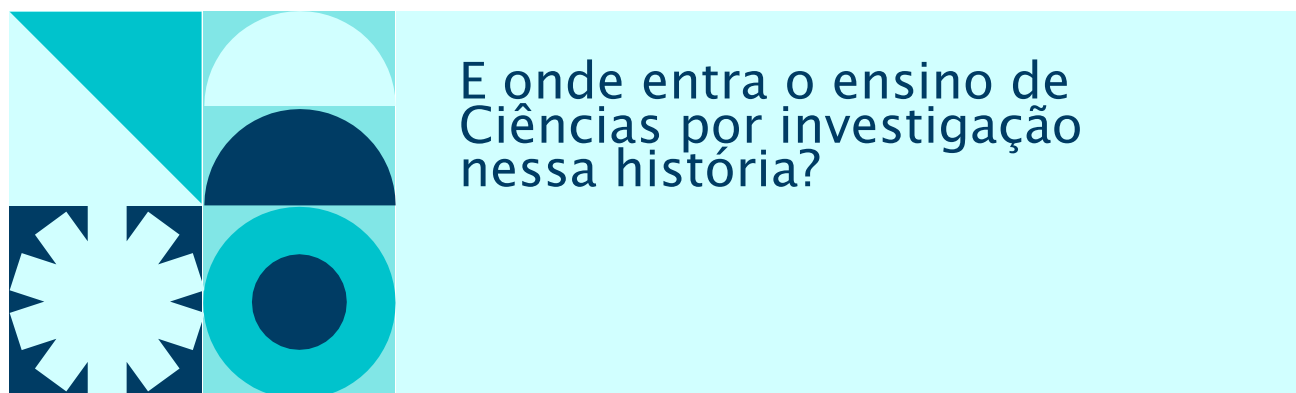 E onde entra o ensino de
Ciências por investigação
nessa história?